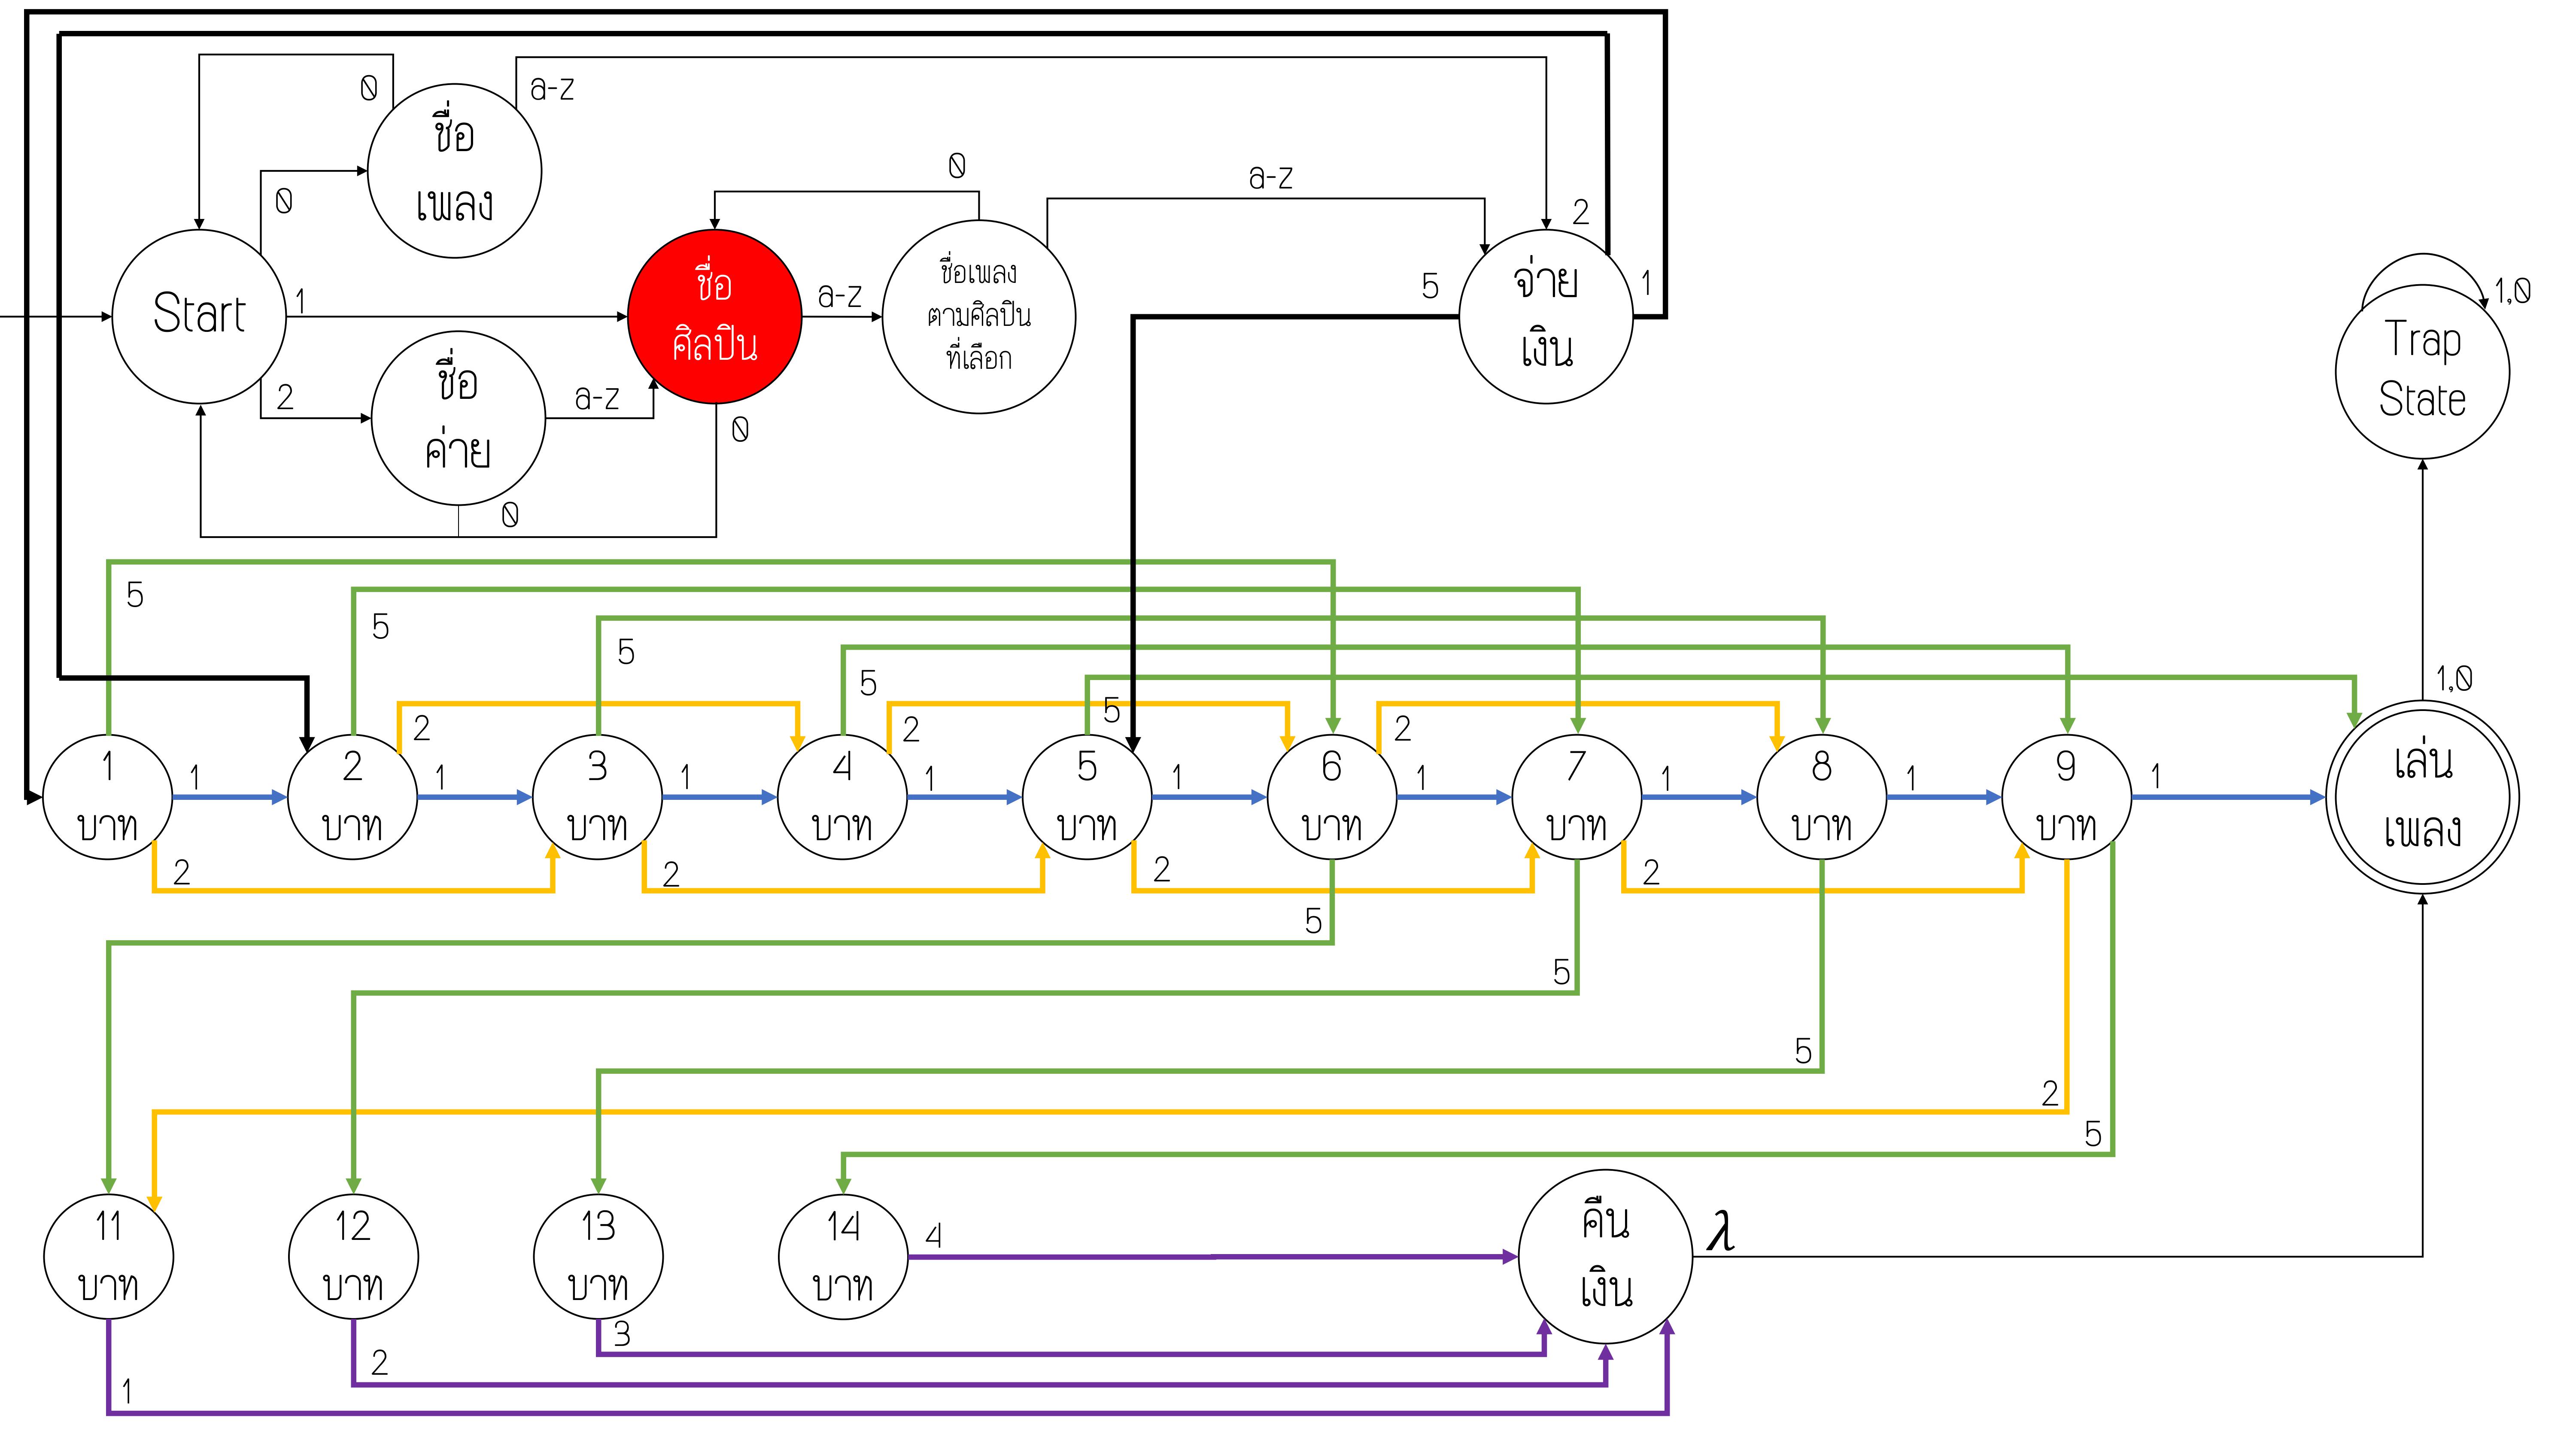 0
a-z
ชื่อ
เพลง
0
0
a-z
2
Start
1
ชื่อ
ศิลปิน
a-z
ชื่อเพลง
ตามศิลปิน
ที่เลือก
5
จ่าย
เงิน
1
1,0
Trap
State
2
ชื่อ
ค่าย
a-z
0
0
5
5
5
5
5
1,0
2
2
2
1
บาท
1
2
บาท
1
3
บาท
1
4
บาท
1
5
บาท
1
6
บาท
1
7
บาท
1
8
บาท
1
9
บาท
1
เล่น
เพลง
2
2
2
2
5
5
5
2
5
11
บาท
12
บาท
13
บาท
14
บาท
4
คืน
เงิน
λ
3
2
1